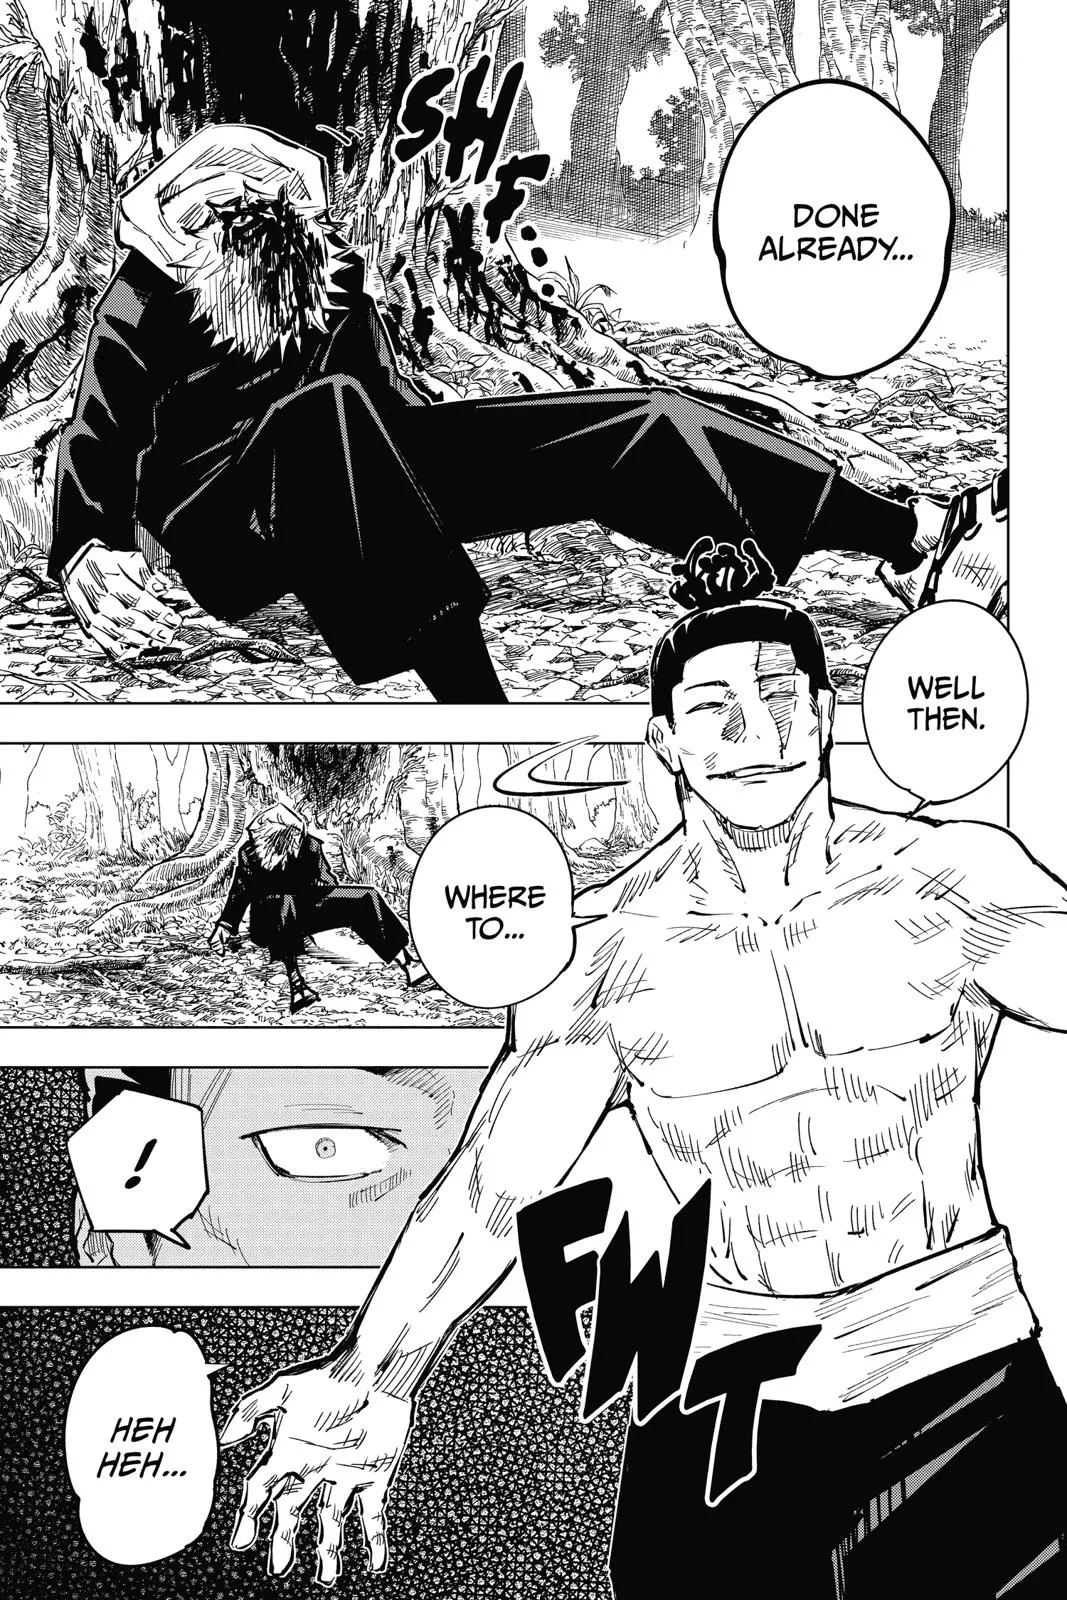 SHF...
DONE
ALREADY...
WELL
THEN.
WHERE
TO...
!
FWT
HEH
HEH...